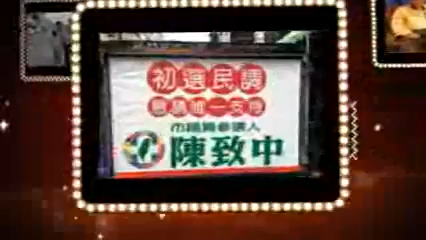 初選民調
懇請唯一支持
市議員參選人
陳致中